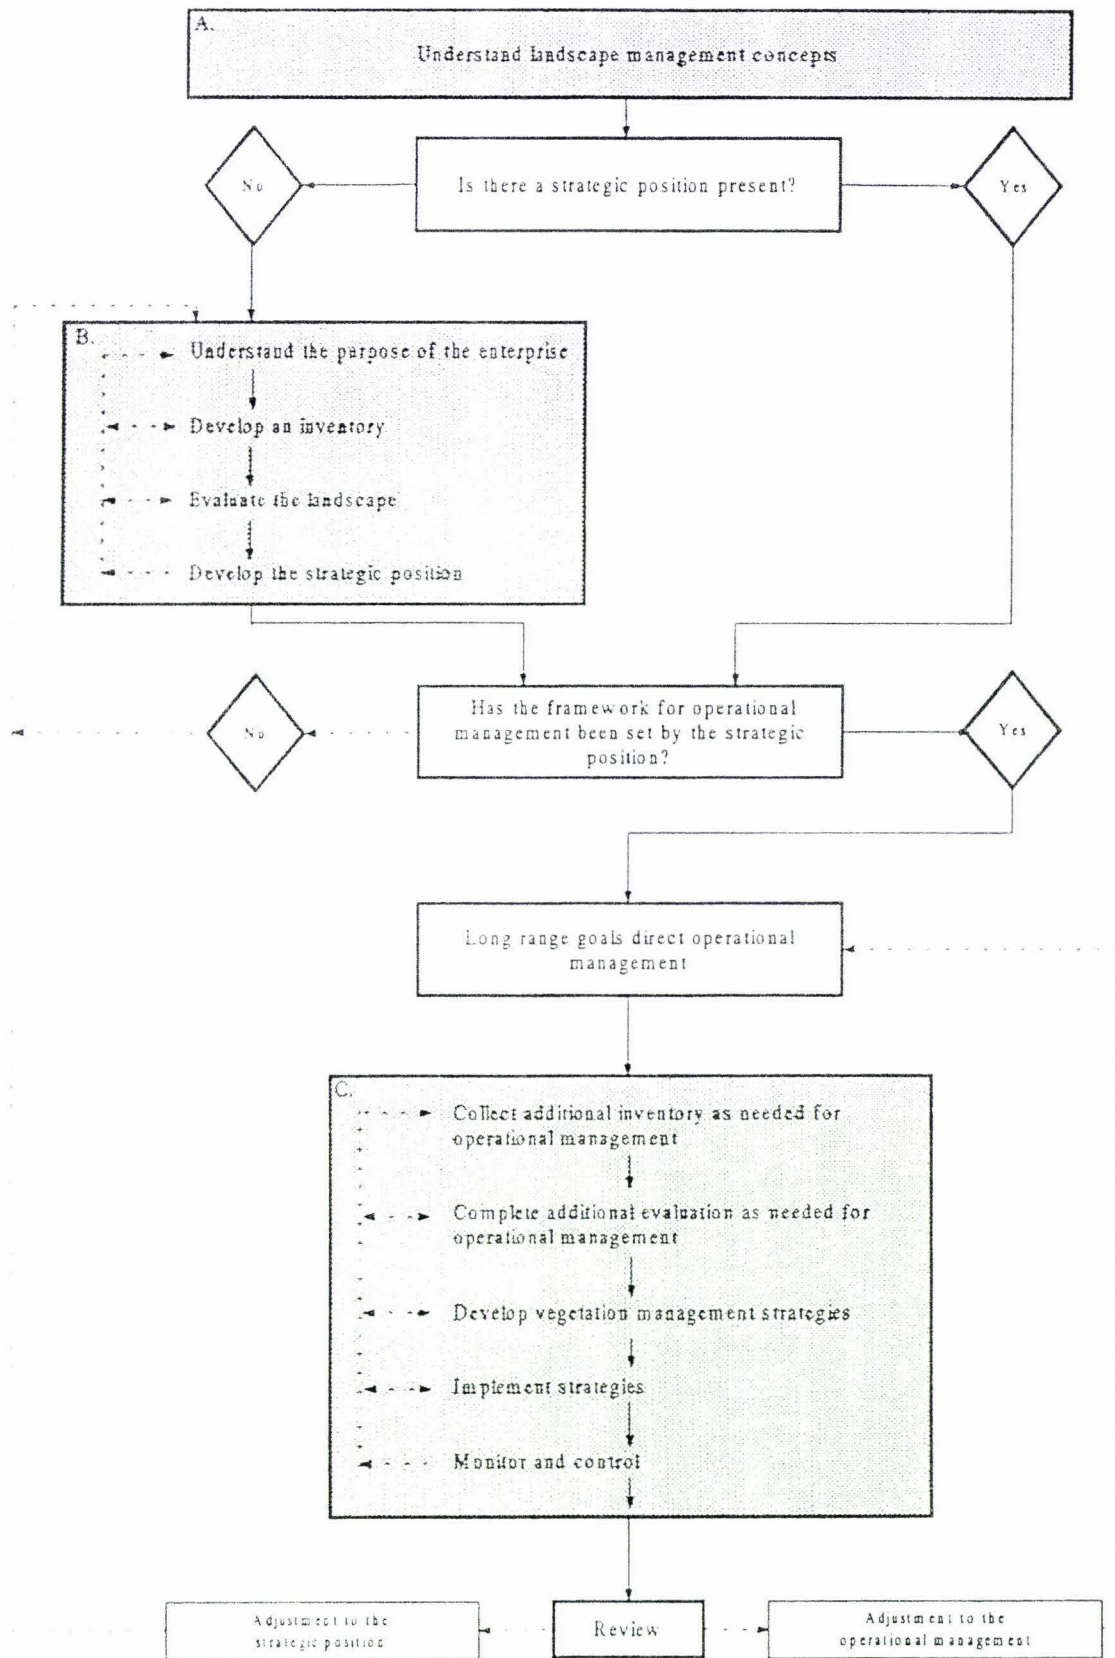 A.
Understand landscape management concepts
No
Is there a strategic position present?
Yes
B.
Understand the purpose of the enterprise
Develop an inventory
Evaluate the landscape
Develop the strategic position
No
Has the framework for operational
management been set by the strategic
position?
Yes
Long range goals direct operational
management
C.
Collect additional inventory as needed for
operational management
Complete additional evaluation as needed for
operational management
Develop vegetation management strategies
Implement strategies
Monitor and control
Adjustment to the
strategic position
Review
Adjustment to the
operational management